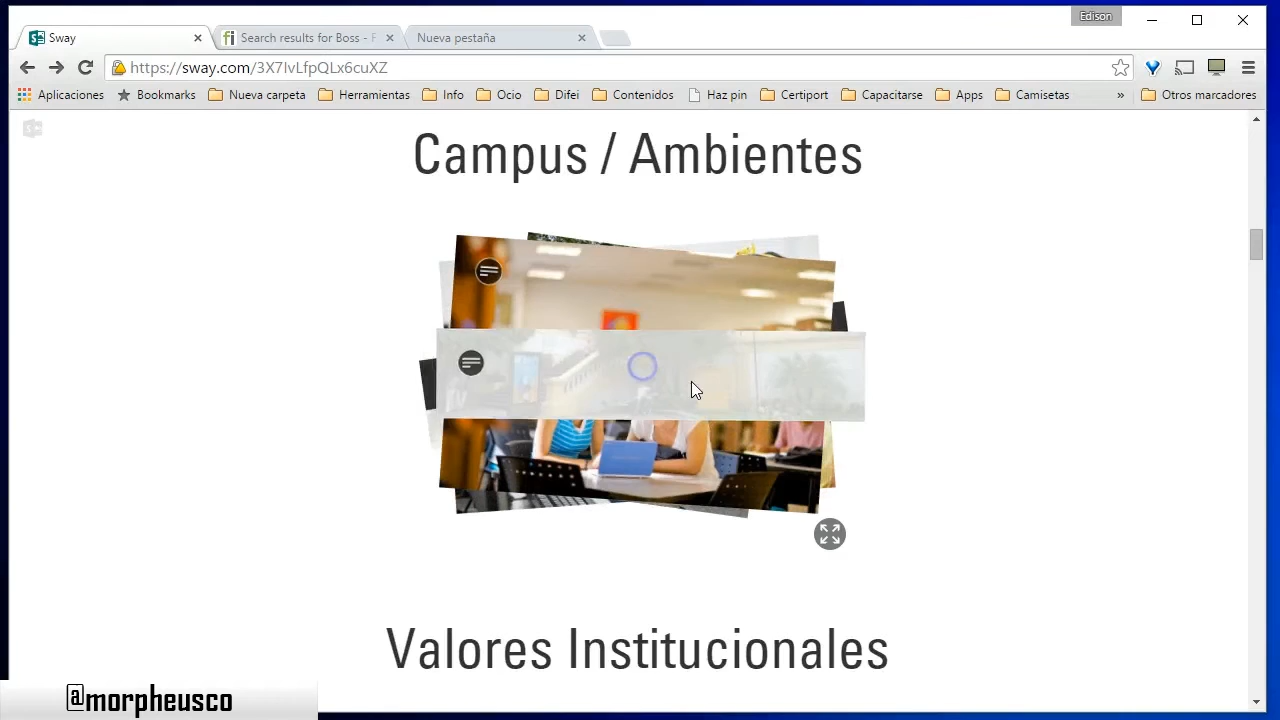 Edison
Sway
Search results for Boss - F
Nueva pestaña
https://sway.com/3X7IvLfpQLx6cuXZ
Aplicaciones
Bookmarks
Nueva carpeta
Herramientas
Info
Ocio
Difei
Contenidos
Haz pin
Certiport
Capacitarse
Apps
Camisetas
»
Otros marcadores
Campus / Ambientes
Valores Institucionales
@morpheusco